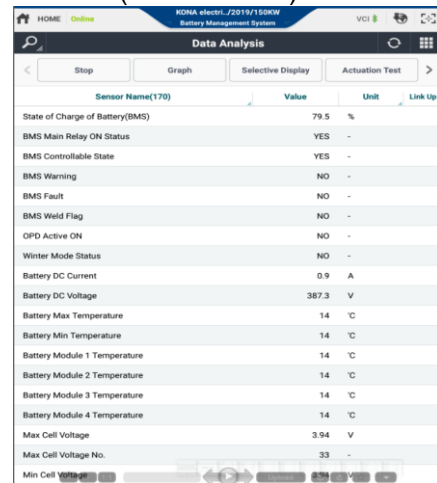 HOME Online KONA electri../2019/150KW VCI
Battery Management System
Data Analysis
Stop Graph Selective Display Actuation Test
Sensor Name(170) Value Unit Link Up
State of Charge of Battery(BMS) 79.5 %
BMS Main Relay ON Status YES -
BMS Controllable State YES -
BMS Warning NO -
BMS Fault NO -
BMS Weld Flag NO -
OPD Active ON NO -
Winter Mode Status NO -
Battery DC Current 0.9 A
Battery DC Voltage 387.3 V
Battery Max Temperature 14 'C
Battery Min Temperature 14 'C
Battery Module 1 Temperature 14 'C
Battery Module 2 Temperature 14 'C
Battery Module 3 Temperature 14 'C
Battery Module 4 Temperature 14 'C
Max Cell Voltage 3.94 V
Max Cell Voltage No. 33 -
Min Cell Voltage 3.94 V